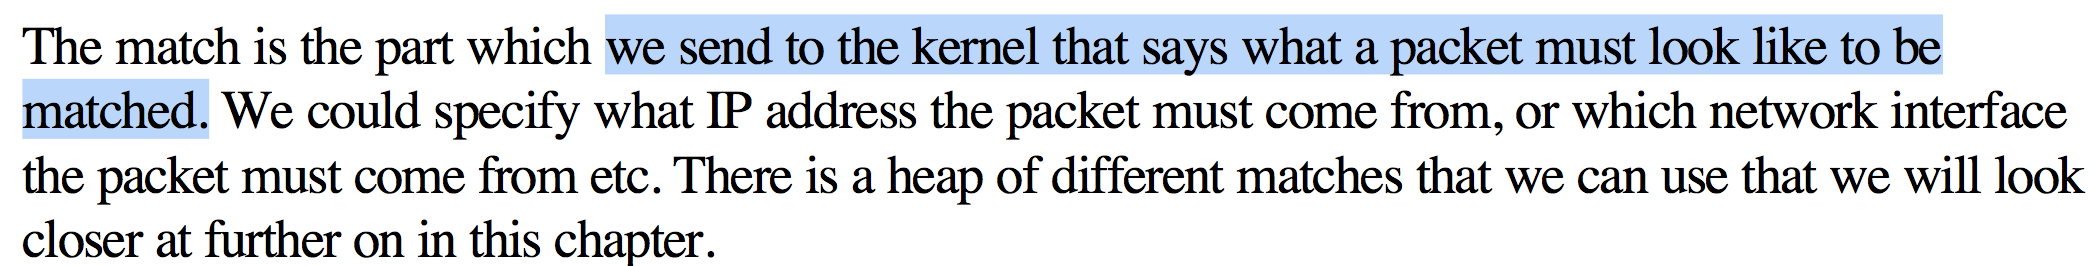 The match is the part which we send to the kernel that says what a packet must look like to be
matched. We could specify what IP address the packet must come from, or which network interface
the packet must come from etc. There is a heap of different matches that we can use that we will look
closer at further on in this chapter.